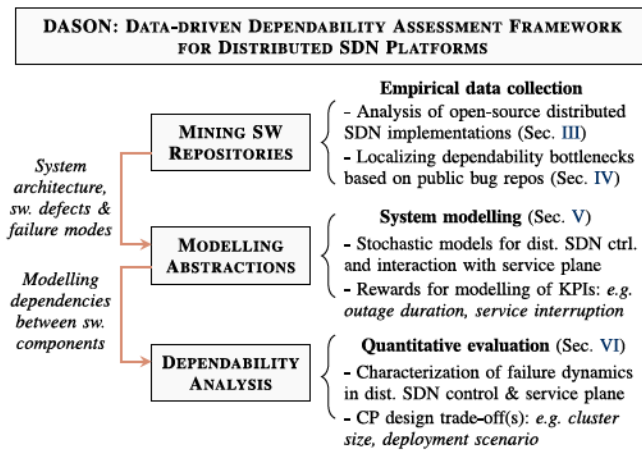 DASON: DATA-DRIVEN DEPENDABILITY ASSESSMENT FRAMEWORK
FOR DISTRIBUTED SDN PLATFORMS
Empirical data collection
– Analysis of open-source distributed
SDN implementations (Sec. III)
– Localizing dependability bottlenecks
based on public bug repos (Sec. IV)
MINING SW
REPOSITORIES
System
architecture,
sw. defects &
failure modes
System modelling (Sec. V)
– Stochastic models for dist. SDN ctrl.
and interaction with service plane
– Rewards for modelling of KPIs: e.g.
outage duration, service interruption
MODELLING
ABSTRACTIONS
Modelling
dependencies
between sw.
components
Quantitative evaluation (Sec. VI)
– Characterization of failure dynamics
in dist. SDN control & service plane
– CP design trade-off(s): e.g. cluster
size, deployment scenario
DEPENDABILITY
ANALYSIS